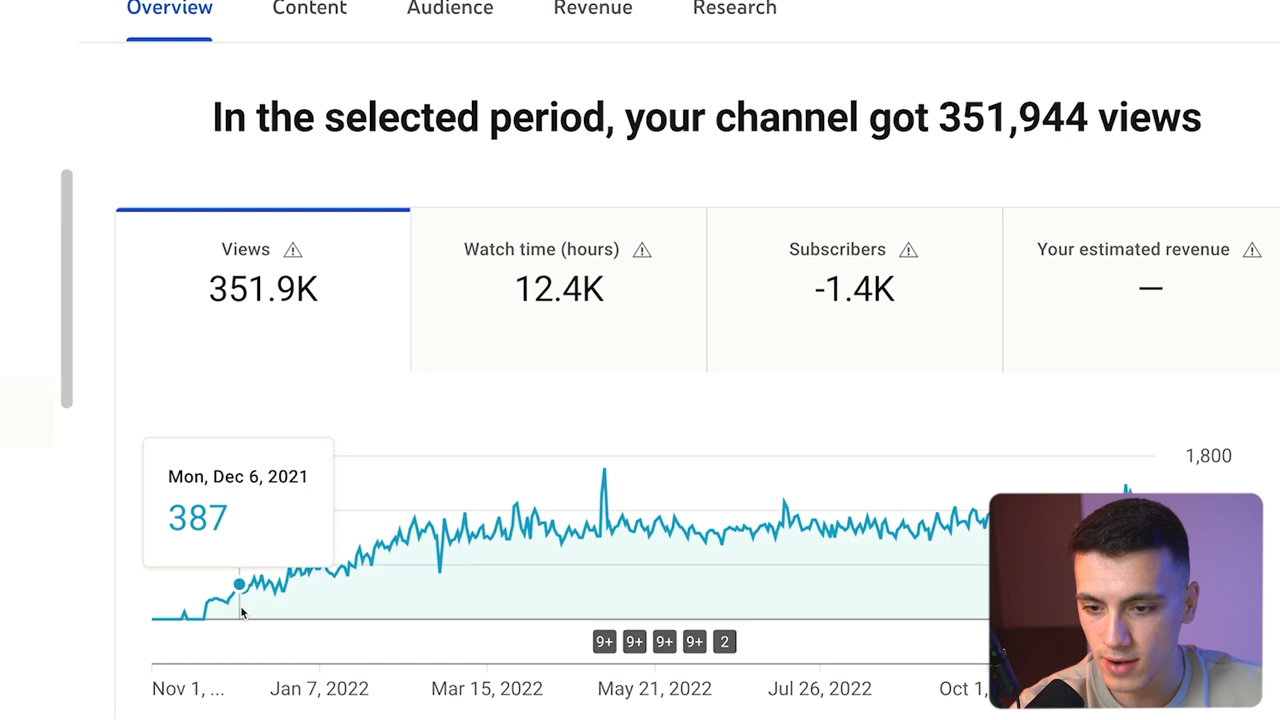 Overview Content Audience Revenue Research
In the selected period, your channel got 351,944 views
Views Watch time (hours) Subscribers Your estimated revenue
351.9K 12.4K -1.4K —
1,800
Mon, Dec 6, 2021
387
9+ 9+ 9+ 9+ 2
Nov 1, ... Jan 7, 2022 Mar 15, 2022 May 21, 2022 Jul 26, 2022 Oct 1,